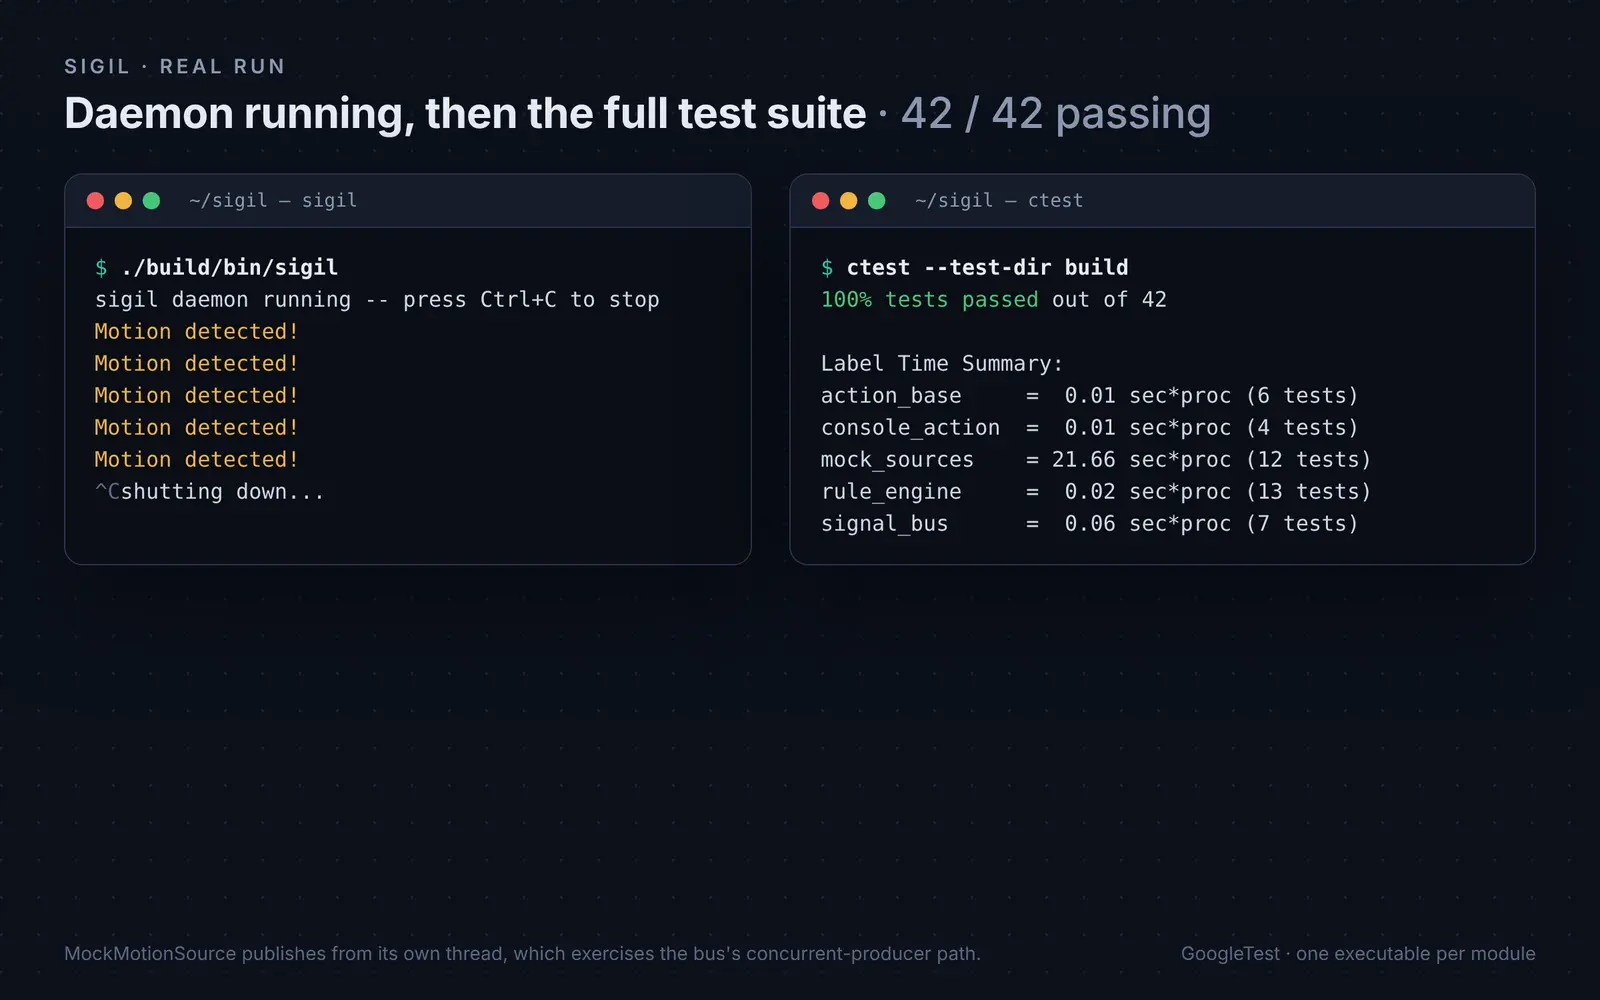 SIGIL · REAL RUN
Daemon running, then the full test suite · 42 / 42 passing
~/sigil — sigil
$ ./build/bin/sigil
sigil daemon running -- press Ctrl+C to stop
Motion detected!
Motion detected!
Motion detected!
Motion detected!
Motion detected!
^Cshutting down...
~/sigil — ctest
$ ctest --test-dir build
100% tests passed out of 42
Label Time Summary:
action_base     =  0.01 sec*proc (6 tests)
console_action  =  0.01 sec*proc (4 tests)
mock_sources    = 21.66 sec*proc (12 tests)
rule_engine     =  0.02 sec*proc (13 tests)
signal_bus      =  0.06 sec*proc (7 tests)
MockMotionSource publishes from its own thread, which exercises the bus's concurrent-producer path.
GoogleTest · one executable per module